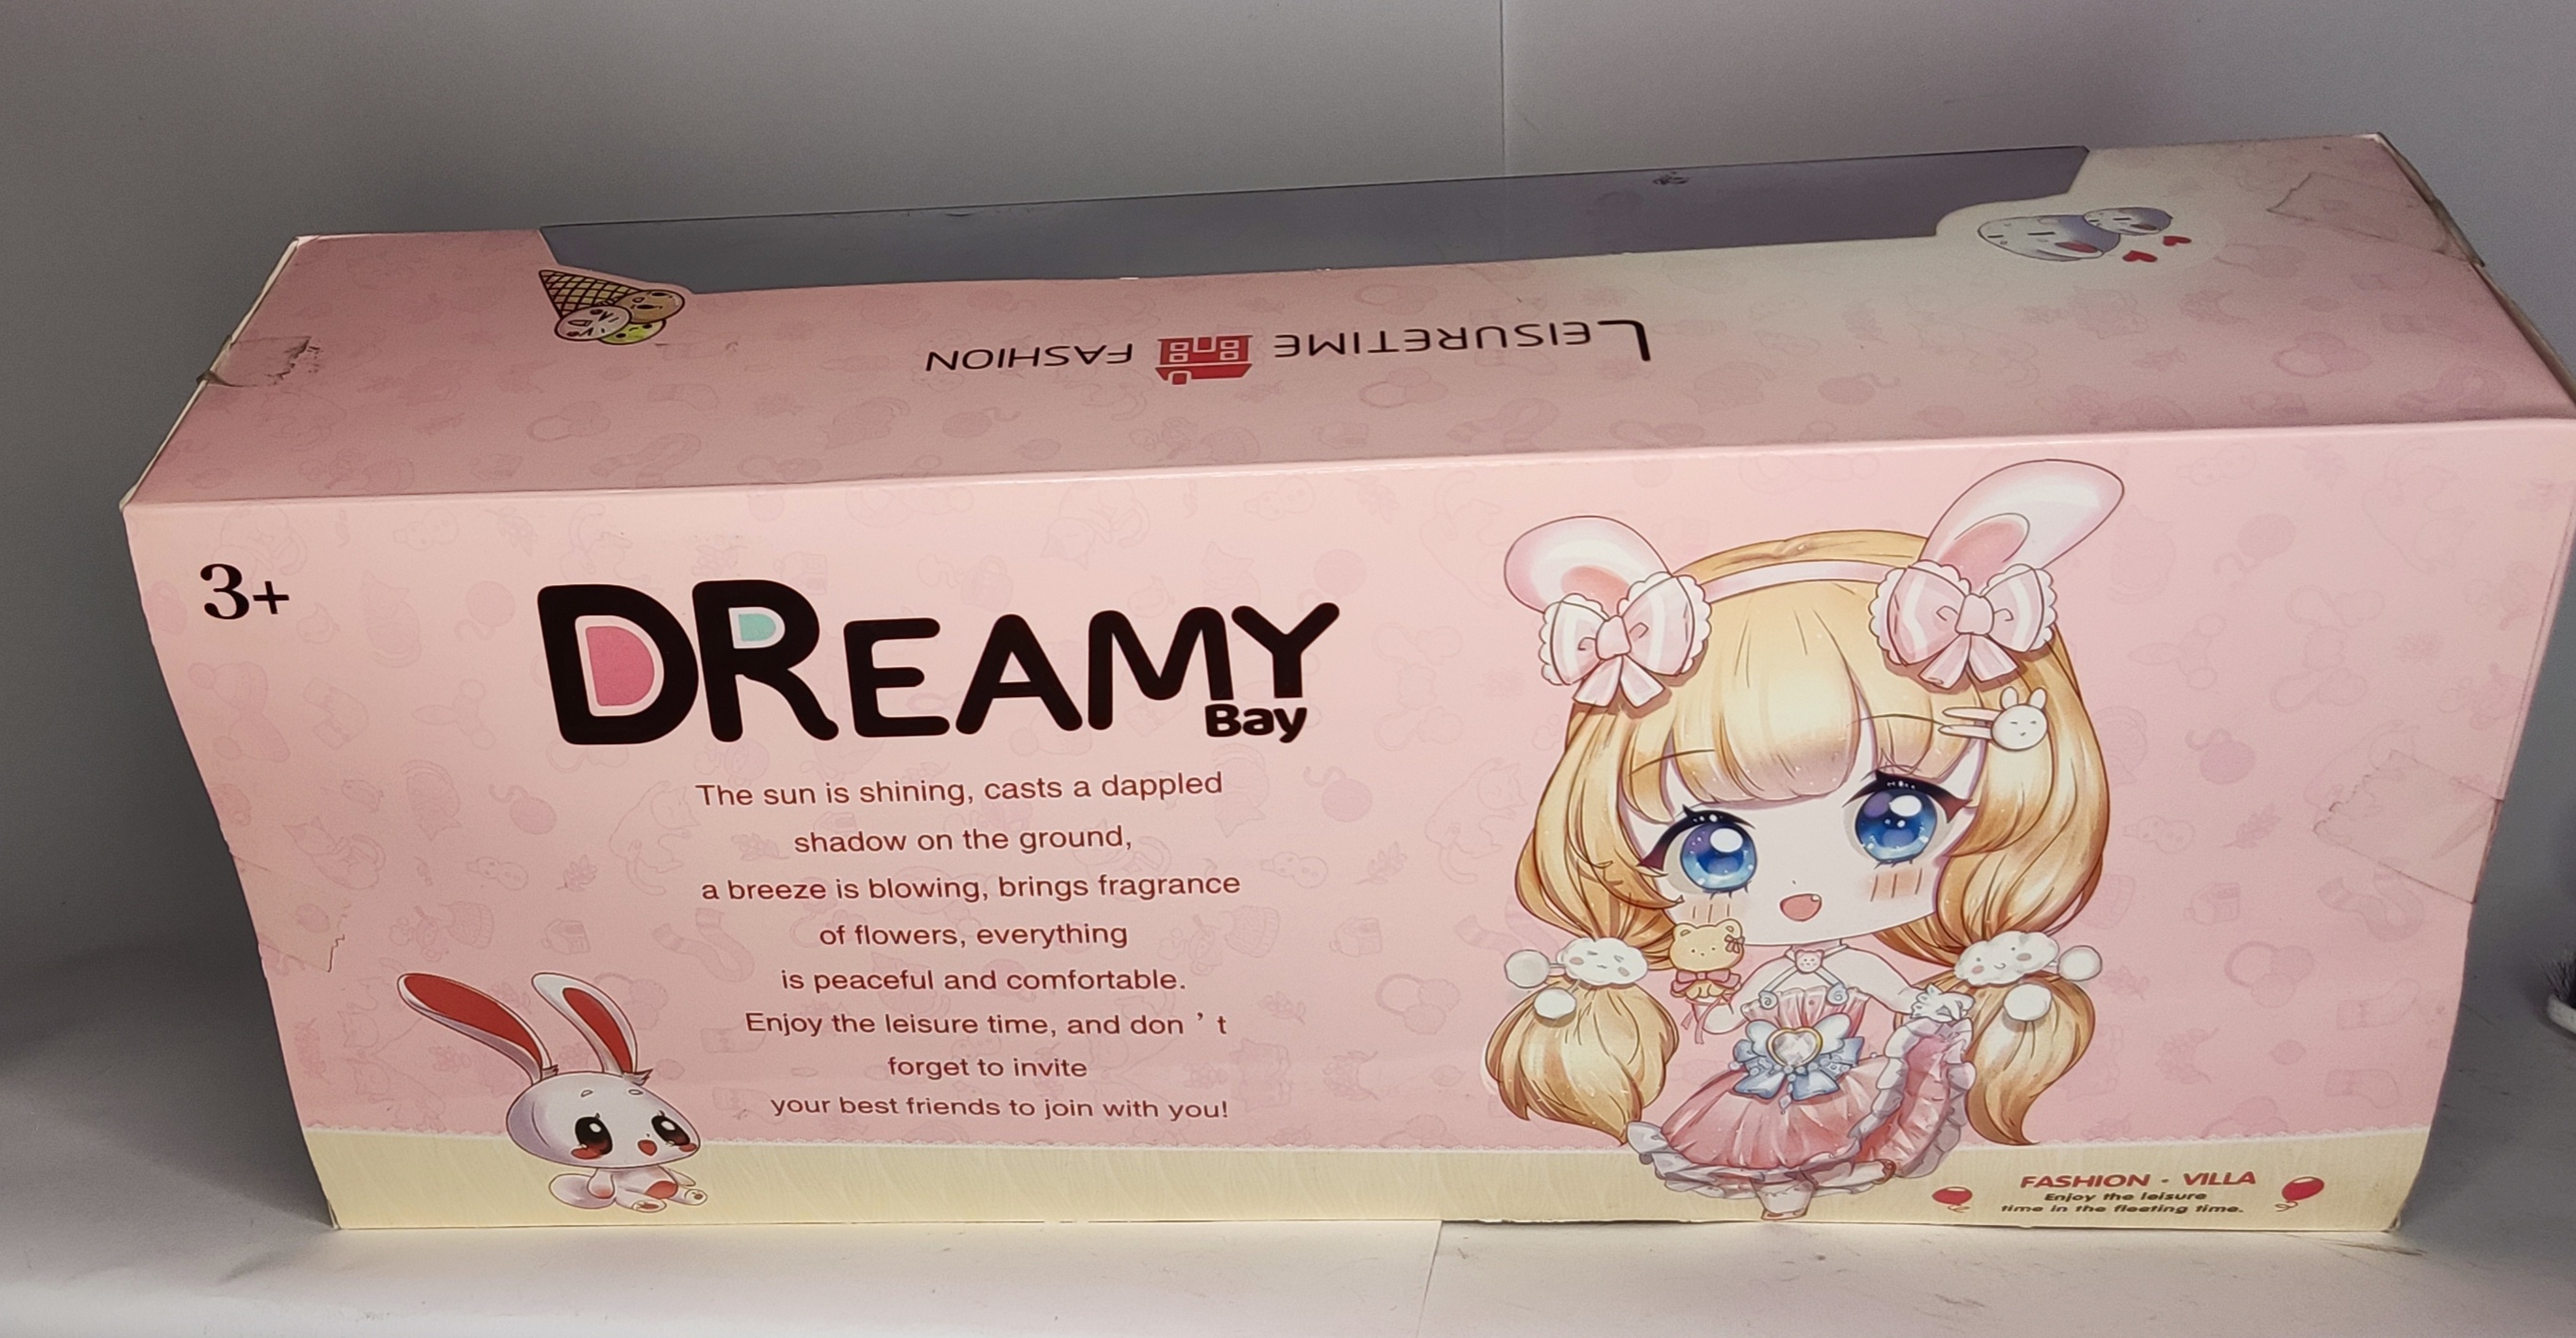 LEISURETIME FASHION
3+
DREAMY
Bay
The sun is shining, casts a dappled
shadow on the ground,
a breeze is blowing, brings fragrance
of flowers, everything
is peaceful and comfortable.
Enjoy the leisure time, and don ’ t
forget to invite
your best friends to join with you!
FASHION · VILLA
Enjoy the leisure
time in the fleeting time.